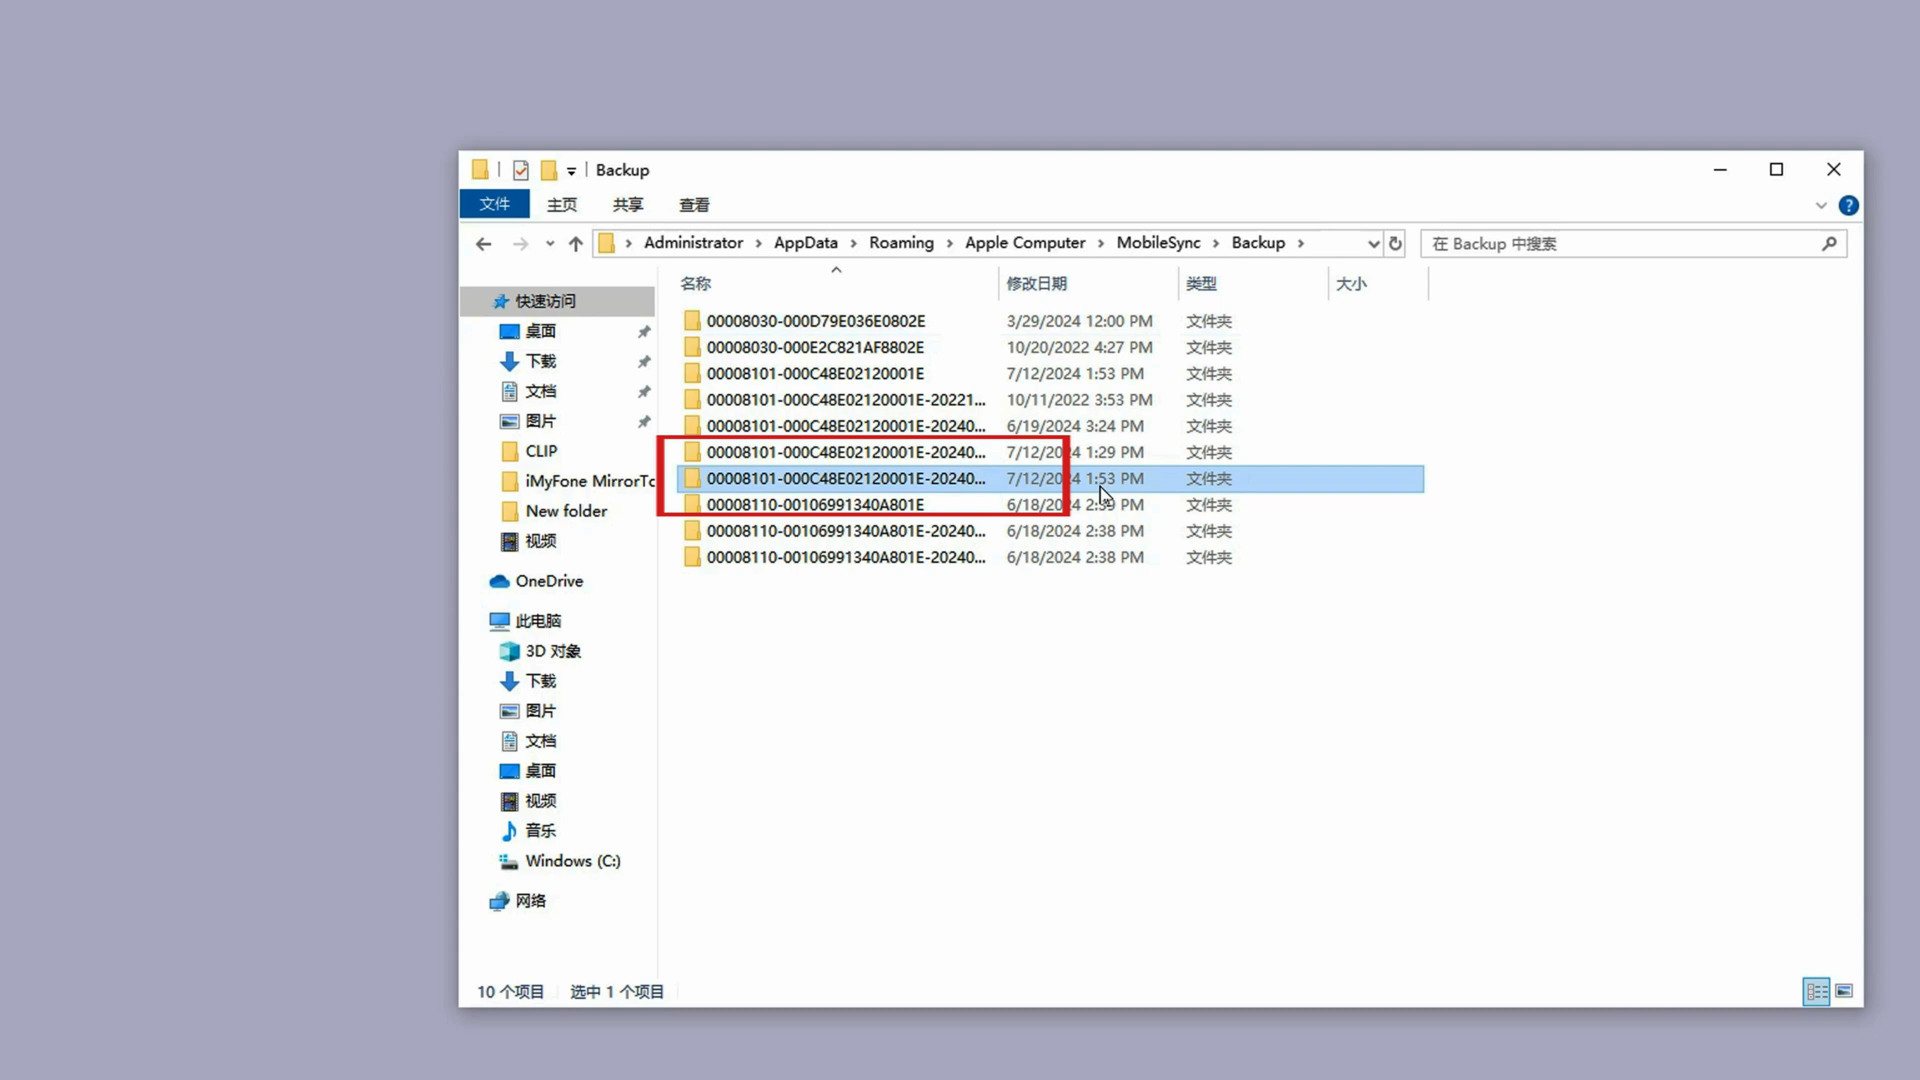 Backup
文件 主页 共享 查看
Administrator AppData Roaming Apple Computer MobileSync Backup
在 Backup 中搜索
名称 修改日期 类型 大小
快速访问
桌面
下载
文档
图片
CLIP
iMyFone MirrorTo
New folder
视频
OneDrive
此电脑
3D 对象
下载
图片
文档
桌面
视频
音乐
Windows (C:)
网络
00008030-000D79E036E0802E 3/29/2024 12:00 PM 文件夹
00008030-000E2C821AF8802E 10/20/2022 4:27 PM 文件夹
00008101-000C48E02120001E 7/12/2024 1:53 PM 文件夹
00008101-000C48E02120001E-20221... 10/11/2022 3:53 PM 文件夹
00008101-000C48E02120001E-20240... 6/19/2024 3:24 PM 文件夹
00008101-000C48E02120001E-20240... 7/12/2024 1:29 PM 文件夹
00008101-000C48E02120001E-20240... 7/12/2024 1:53 PM 文件夹
00008110-00106991340A801E 6/18/2024 2:39 PM 文件夹
00008110-00106991340A801E-20240... 6/18/2024 2:38 PM 文件夹
00008110-00106991340A801E-20240... 6/18/2024 2:38 PM 文件夹
10 个项目 选中 1 个项目